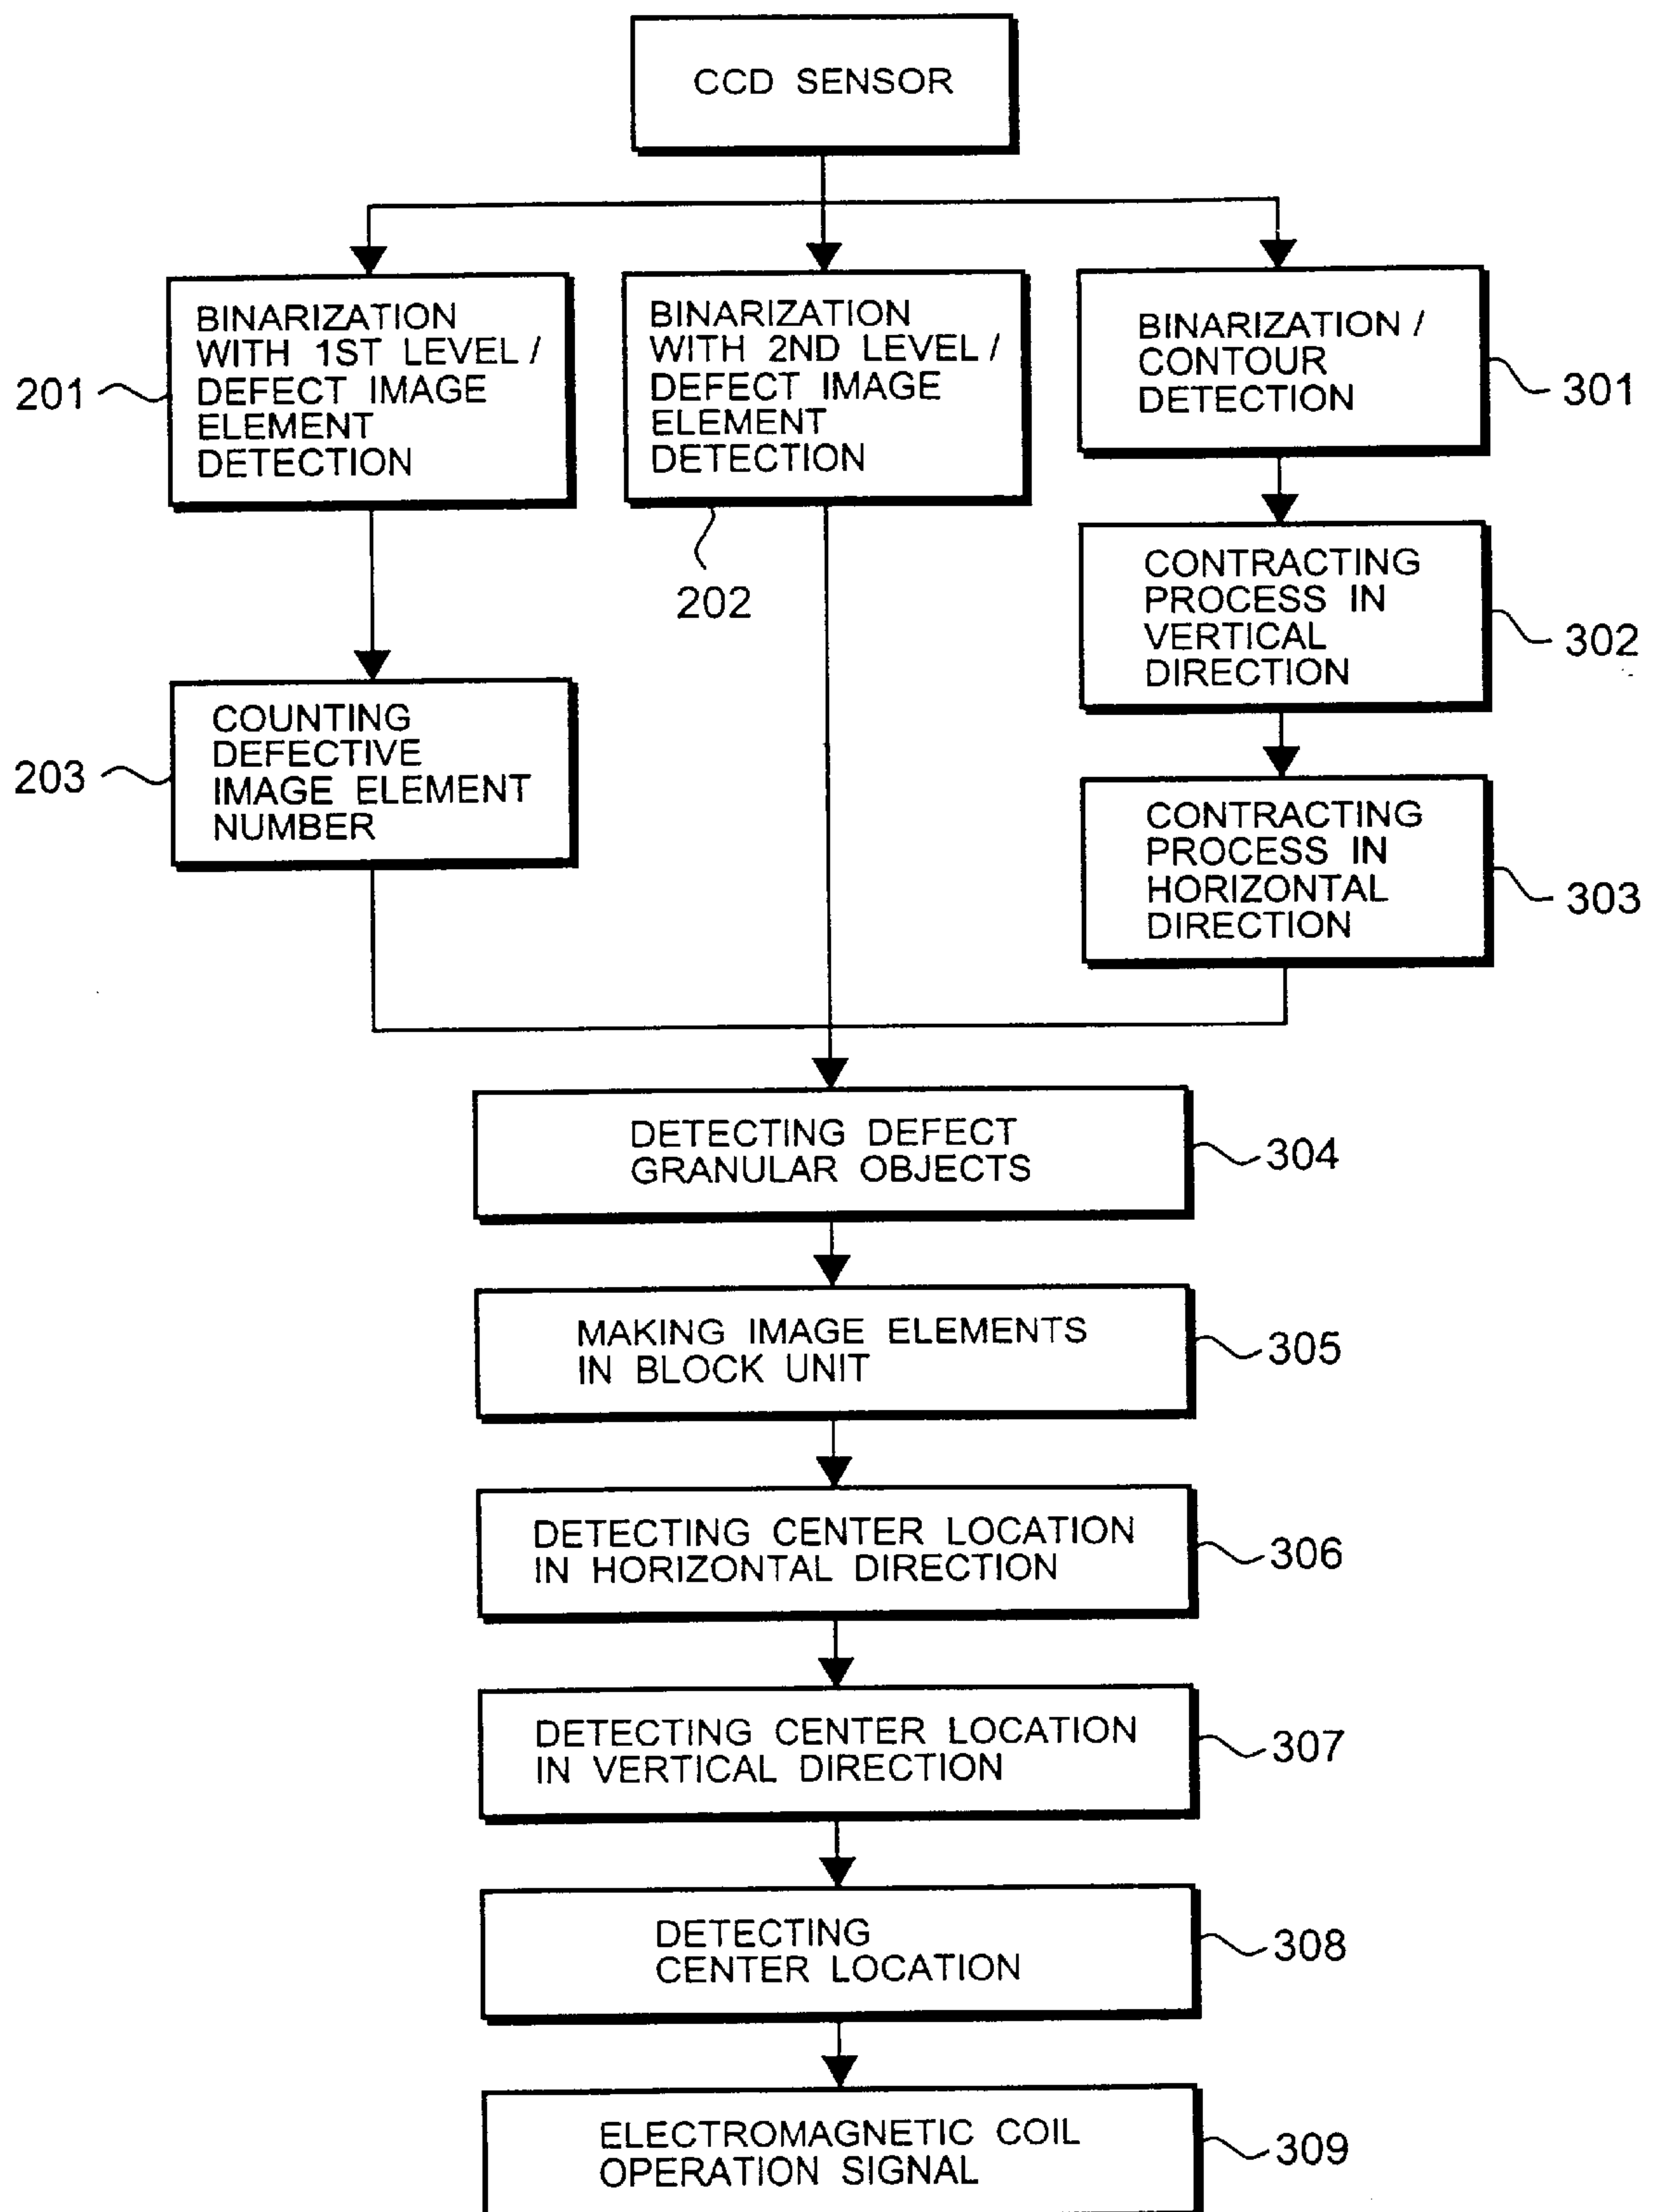 CCD SENSOR
BINARIZATION
WITH 1ST LEVEL /
DEFECT IMAGE
ELEMENT
DETECTION
201
BINARIZATION
WITH 2ND LEVEL /
DEFECT IMAGE
ELEMENT
DETECTION
202
BINARIZATION /
CONTOUR
DETECTION
301
CONTRACTING
PROCESS IN
VERTICAL
DIRECTION
302
COUNTING
DEFECTIVE
IMAGE ELEMENT
NUMBER
203
CONTRACTING
PROCESS IN
HORIZONTAL
DIRECTION
303
DETECTING DEFECT
GRANULAR OBJECTS
304
MAKING IMAGE ELEMENTS
IN BLOCK UNIT
305
DETECTING CENTER LOCATION
IN HORIZONTAL DIRECTION
306
DETECTING CENTER LOCATION
IN VERTICAL DIRECTION
307
DETECTING
CENTER LOCATION
308
ELECTROMAGNETIC COIL
OPERATION SIGNAL
309